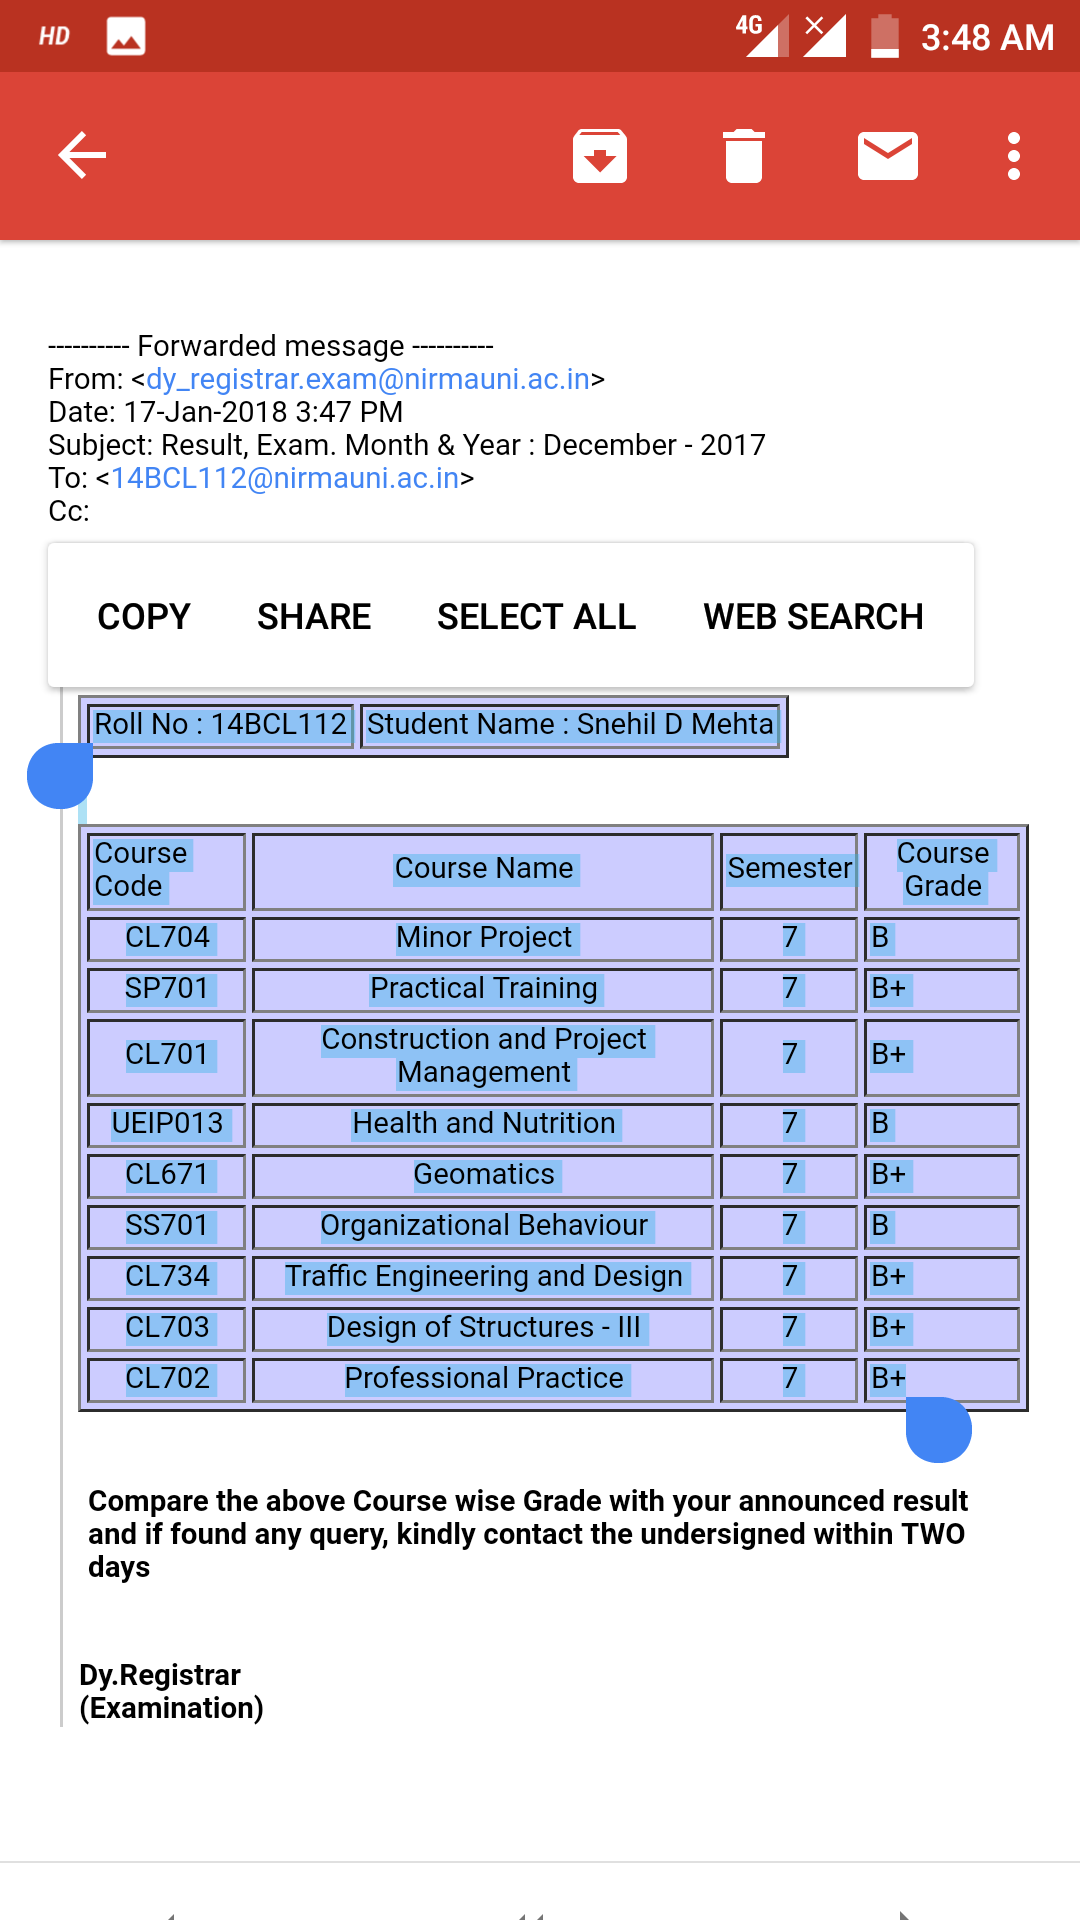 HD 4G 3:48 AM
---------- Forwarded message ----------
From: <dy_registrar.exam@nirmauni.ac.in>
Date: 17-Jan-2018 3:47 PM
Subject: Result, Exam. Month & Year : December - 2017
To: <14BCL112@nirmauni.ac.in>
Cc:
COPY SHARE SELECT ALL WEB SEARCH
Roll No : 14BCL112 Student Name : Snehil D Mehta
Course Code Course Name Semester Course Grade
CL704 Minor Project 7 B
SP701 Practical Training 7 B+
CL701 Construction and Project Management 7 B+
UEIP013 Health and Nutrition 7 B
CL671 Geomatics 7 B+
SS701 Organizational Behaviour 7 B
CL734 Traffic Engineering and Design 7 B+
CL703 Design of Structures - III 7 B+
CL702 Professional Practice 7 B+
Compare the above Course wise Grade with your announced result
and if found any query, kindly contact the undersigned within TWO
days
Dy.Registrar
(Examination)